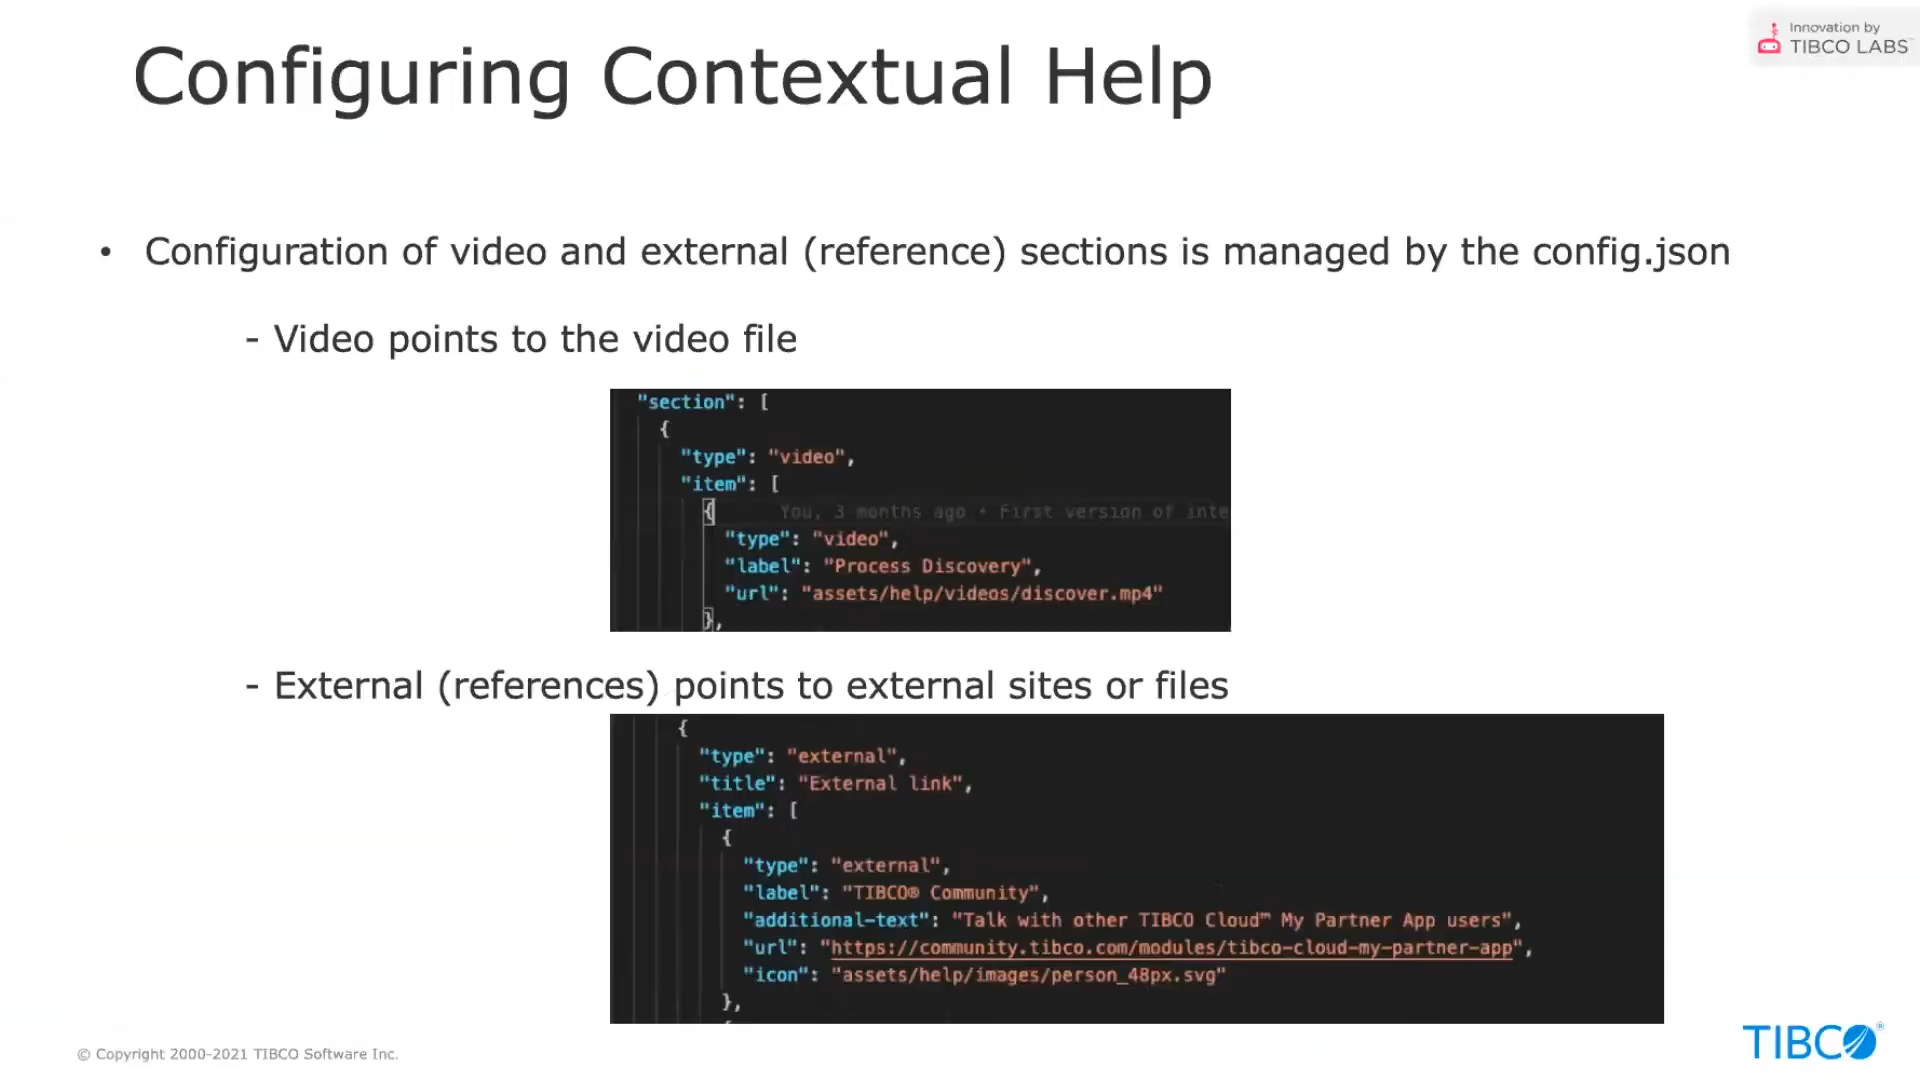 Innovation by
TIBCO LABS™
Configuring Contextual Help
• Configuration of video and external (reference) sections is managed by the config.json
- Video points to the video file
"section": [
{
"type": "video",
"item": [
{ You, 3 months ago • First version of inte
"type": "video",
"label": "Process Discovery",
"url": "assets/help/videos/discover.mp4"
},
- External (references) points to external sites or files
{
"type": "external",
"title": "External link",
"item": [
{
"type": "external",
"label": "TIBCO® Community",
"additional-text": "Talk with other TIBCO Cloud™ My Partner App users",
"url": "https://community.tibco.com/modules/tibco-cloud-my-partner-app",
"icon": "assets/help/images/person_48px.svg"
},
© Copyright 2000-2021 TIBCO Software Inc.
TIBCO®